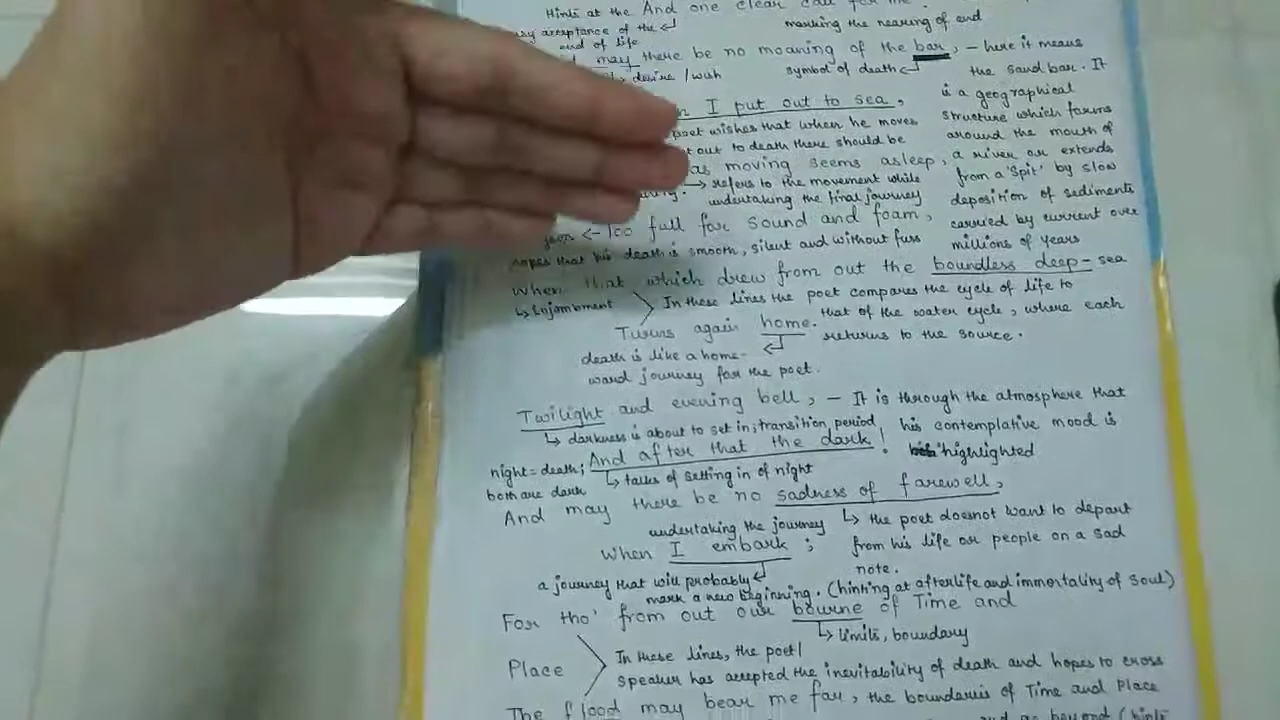 Hints at the And one clear call for me
acceptance of the marking the nearing of end
end of life
may there be no moaning of the bar, – here it means
desire / wish symbol of death the sand bar. It
I put out to sea, is a geographical
poet wishes that when he moves structure which forms
out to death there should be around the mouth of
as moving seems asleep, a river or extends
refers to the movement while from a 'spit' by slow
undertaking the final journey deposition of sediments
Too full for sound and foam, carried by current over
hopes that his death is smooth, silent and without fuss millions of years
When that which drew from out the boundless deep – sea
↳ Enjambment In these lines the poet compares the cycle of life to
Turns again home. that of the water cycle, where each
death is like a home- returns to the source.
ward journey for the poet.
Twilight and evening bell, – It is through the atmosphere that
↳ darkness is about to set in; transition period his contemplative mood is
night = death; And after that the dark! highlighted
both are dark ↳ talks of setting in of night
And may there be no sadness of farewell,
undertaking the journey ↳ the poet doesnot want to depart
When I embark; from his life or people on a sad
note.
a journey that will probably
mark a new beginning. (hinting at afterlife and immortality of soul)
For tho' from out our bourne of Time and
↳ limits, boundary
Place In these lines, the poet/
speaker has accepted the inevitability of death and hopes to cross
The flood may bear me far, the boundaries of Time and Place